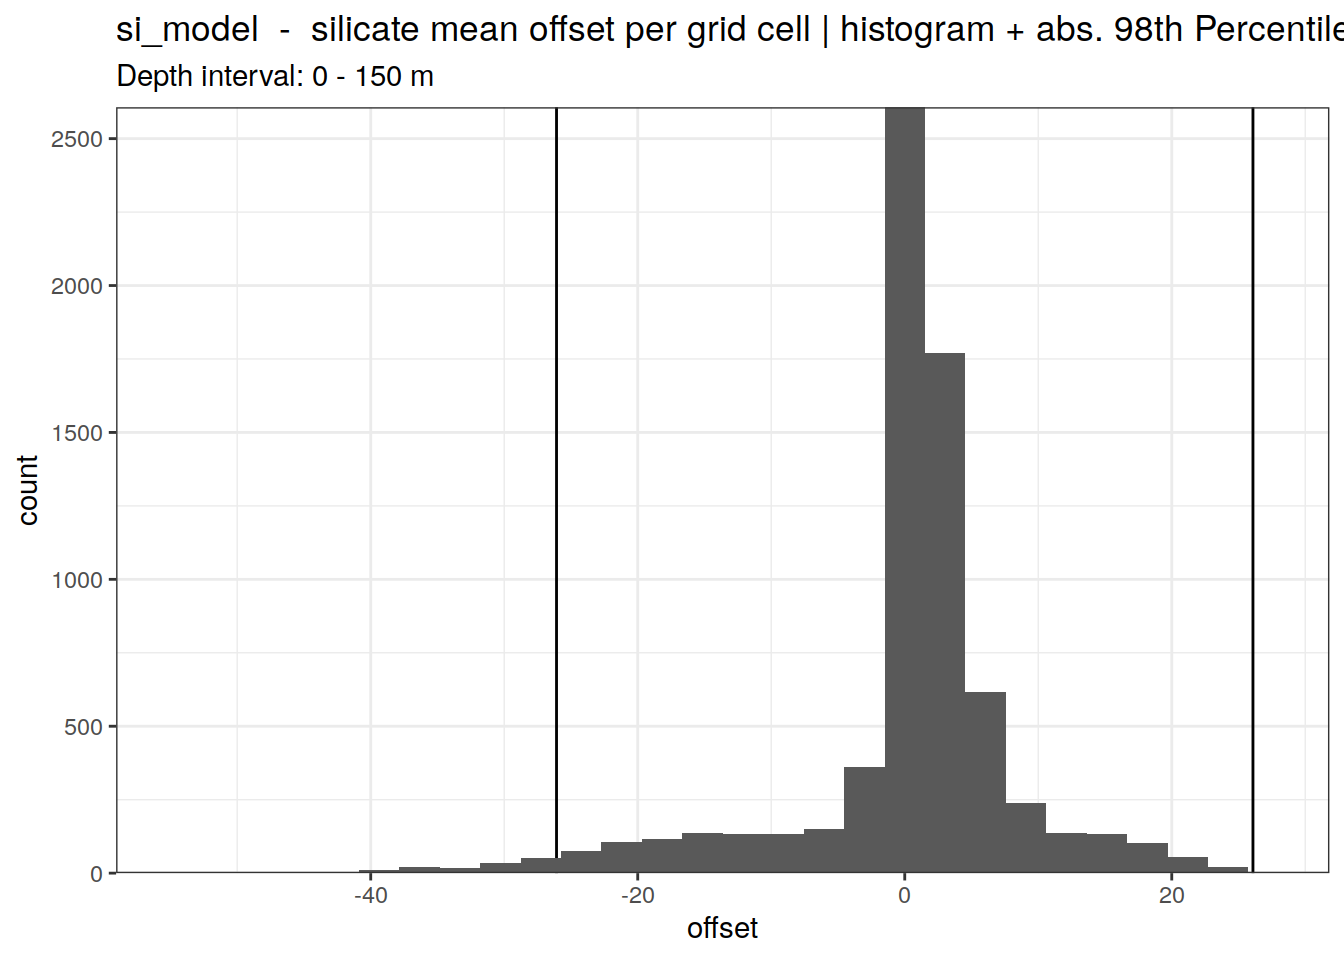 si_model  -  silicate mean offset per grid cell | histogram + abs. 98th Percentile
Depth interval: 0 - 150 m
2500
2000
1500
1000
500
0
count
-40
-20
0
20
offset